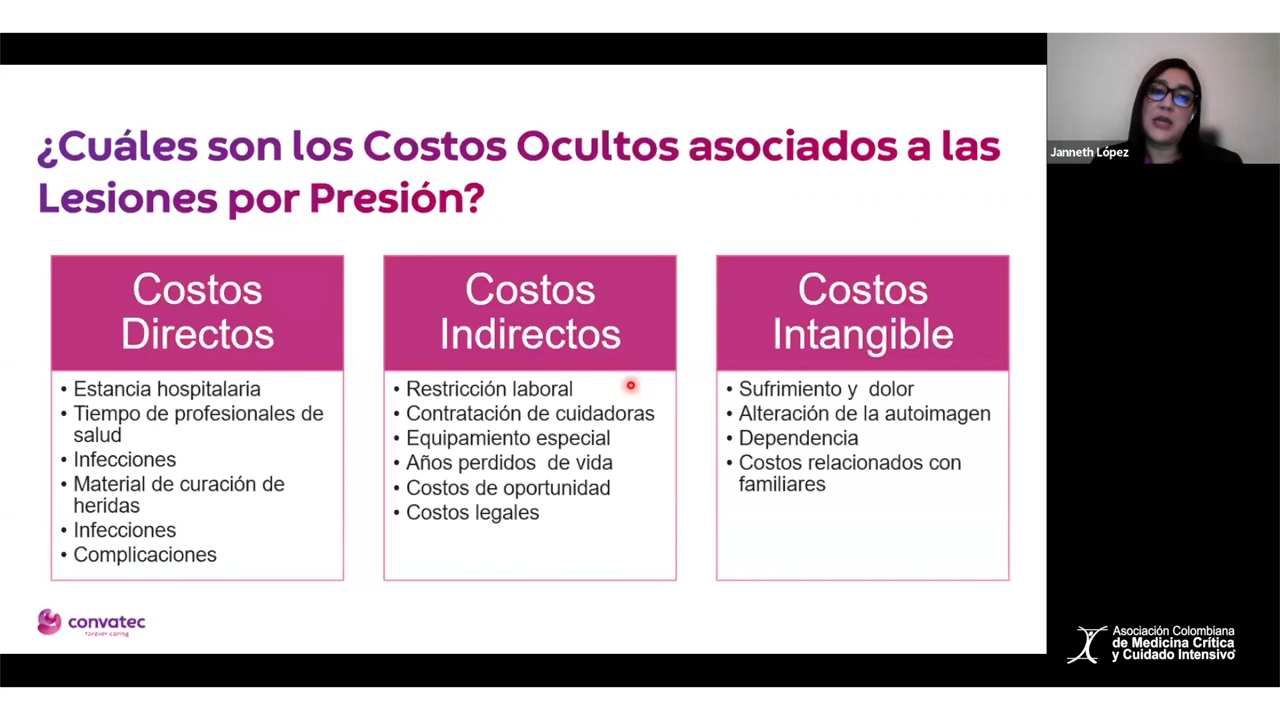 ¿Cuáles son los Costos Ocultos asociados a las
Lesiones por Presión?
Janneth López
Costos
Directos
• Estancia hospitalaria
• Tiempo de profesionales de
salud
• Infecciones
• Material de curación de
heridas
• Infecciones
• Complicaciones
Costos
Indirectos
• Restricción laboral
• Contratación de cuidadoras
• Equipamiento especial
• Años perdidos de vida
• Costos de oportunidad
• Costos legales
Costos
Intangible
• Sufrimiento y dolor
• Alteración de la autoimagen
• Dependencia
• Costos relacionados con
familiares
convatec
forever caring
Asociación Colombiana
de Medicina Crítica
y Cuidado Intensivo